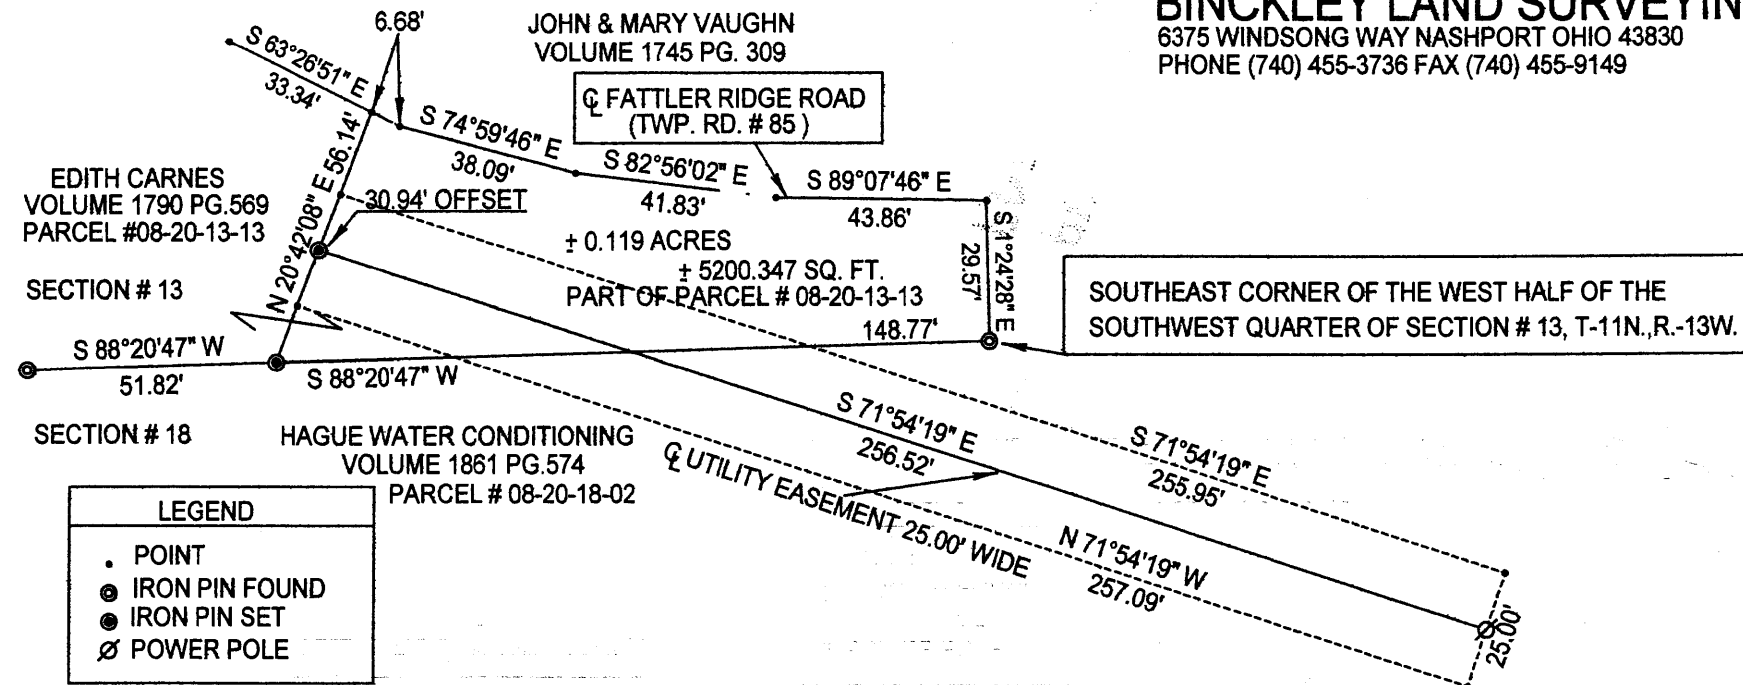 BINCKLEY LAND SURVEYIN
6375 WINDSONG WAY NASHPORT OHIO 43830
PHONE (740) 455-3736 FAX (740) 455-9149
6.68'
JOHN & MARY VAUGHN
VOLUME 1745 PG. 309
S 63°26'51" E
33.34'
℄ FATTLER RIDGE ROAD
(TWP. RD. # 85 )
S 74°59'46" E
38.09'
S 82°56'02" E
41.83'
S 89°07'46" E
43.86'
EDITH CARNES
VOLUME 1790 PG.569
PARCEL #08-20-13-13
N 20°42'08" E 56.14'
30.94' OFFSET
± 0.119 ACRES
± 5200.347 SQ. FT.
PART OF PARCEL # 08-20-13-13
S 1°24'28" E
29.57'
SECTION # 13
148.77'
SOUTHEAST CORNER OF THE WEST HALF OF THE
SOUTHWEST QUARTER OF SECTION # 13, T-11N.,R.-13W.
S 88°20'47" W
51.82'
S 88°20'47" W
SECTION # 18
HAGUE WATER CONDITIONING
VOLUME 1861 PG.574
PARCEL # 08-20-18-02
S 71°54'19" E
256.52'
S 71°54'19" E
255.95'
℄ UTILITY EASEMENT 25.00' WIDE
N 71°54'19" W
257.09'
25.00'
LEGEND
POINT
IRON PIN FOUND
IRON PIN SET
POWER POLE